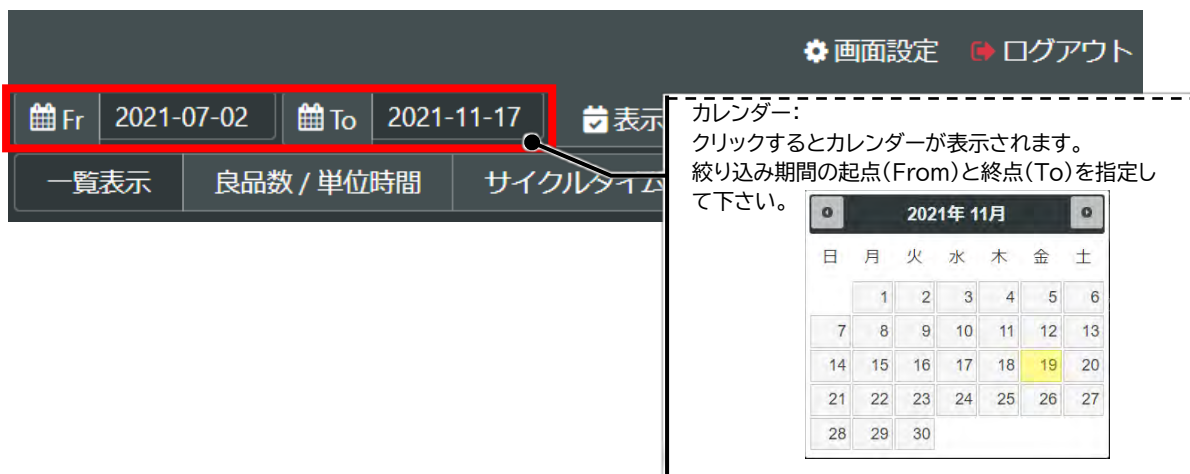 画面設定 ログアウト
Fr 2021-07-02 To 2021-11-17 表示
一覧表示 良品数 / 単位時間 サイクルタイム
カレンダー：
クリックするとカレンダーが表示されます。
絞り込み期間の起点(From)と終点(To)を指定し
て下さい。
2021年 11月
日 月 火 水 木 金 土
1 2 3 4 5 6
7 8 9 10 11 12 13
14 15 16 17 18 19 20
21 22 23 24 25 26 27
28 29 30